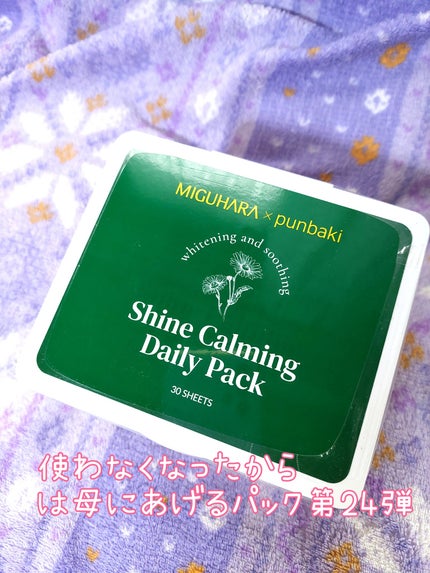 MIGUHARA × punbaki
whitening and soothing
Shine Calming
Daily Pack
30 SHEETS
使わなくなったから
は母にあげるパック第24弾